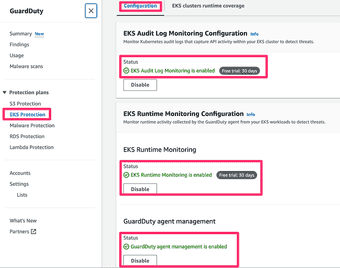 GuardDuty
Summary New
Findings
Usage
Malware scans
Protection plans
S3 Protection
EKS Protection
Malware Protection
RDS Protection
Lambda Protection
Accounts
Settings
Lists
What's New
Partners
Configuration
EKS clusters runtime coverage
EKS Audit Log Monitoring Configuration Info
Monitor Kubernetes audit logs that capture API activity within your EKS cluster to detect threats.
Status
EKS Audit Log Monitoring is enabled Free trial: 30 days
Disable
EKS Runtime Monitoring Configuration Info
Monitor runtime activity collected by the GuardDuty agent from your EKS workloads to detect threats.
EKS Runtime Monitoring
Status
EKS Runtime Monitoring is enabled Free trial: 30 days
Disable
GuardDuty agent management
Status
GuardDuty agent management is enabled
Disable